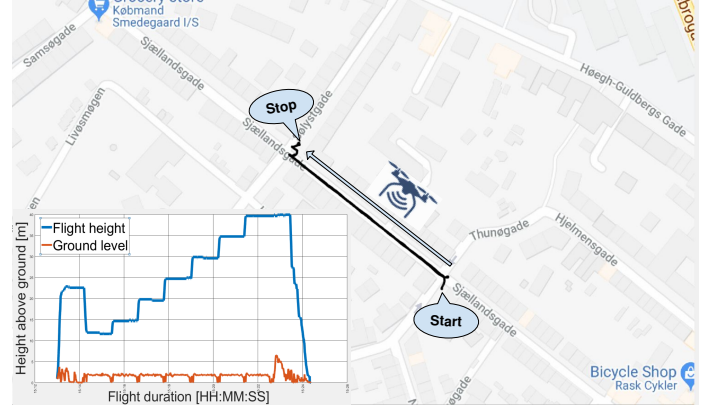 Grocery store
Købmand
Smedegaard I/S
Samsøgade
Sjællandsgade
Høegh-Guldbergs Gade
Livøsmøgen
Stop
Sjællandsgade
Thunøgade
Hjelmensgade
Sjællandsgade
Start
Flight height
Ground level
Height above ground [m]
Flight duration [HH:MM:SS]
Bicycle Shop
Rask Cykler